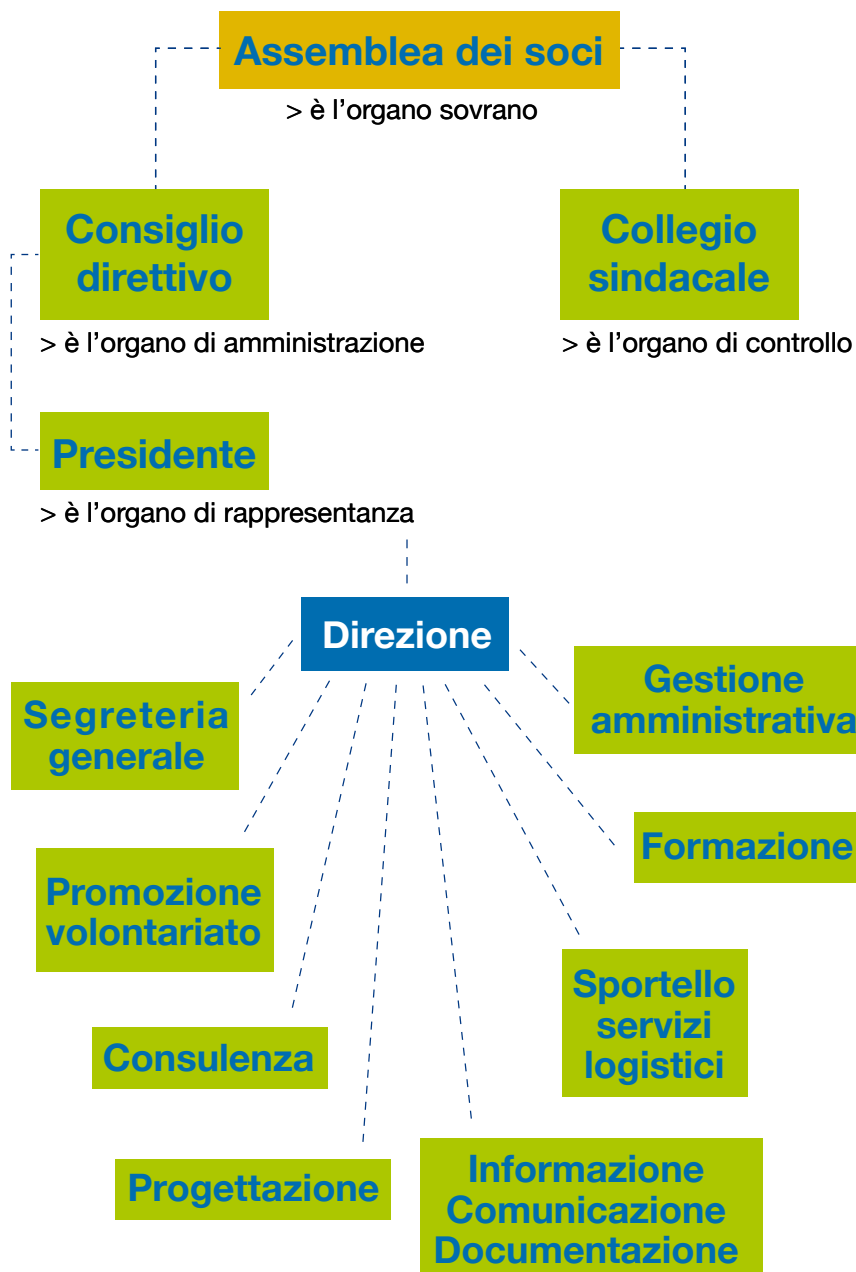 Assemblea dei soci
> è l’organo sovrano
Consiglio
direttivo
> è l’organo di amministrazione
Collegio
sindacale
> è l’organo di controllo
Presidente
> è l’organo di rappresentanza
Direzione
Segreteria
generale
Gestione
amministrativa
Promozione
volontariato
Formazione
Consulenza
Sportello
servizi
logistici
Progettazione
Informazione
Comunicazione
Documentazione